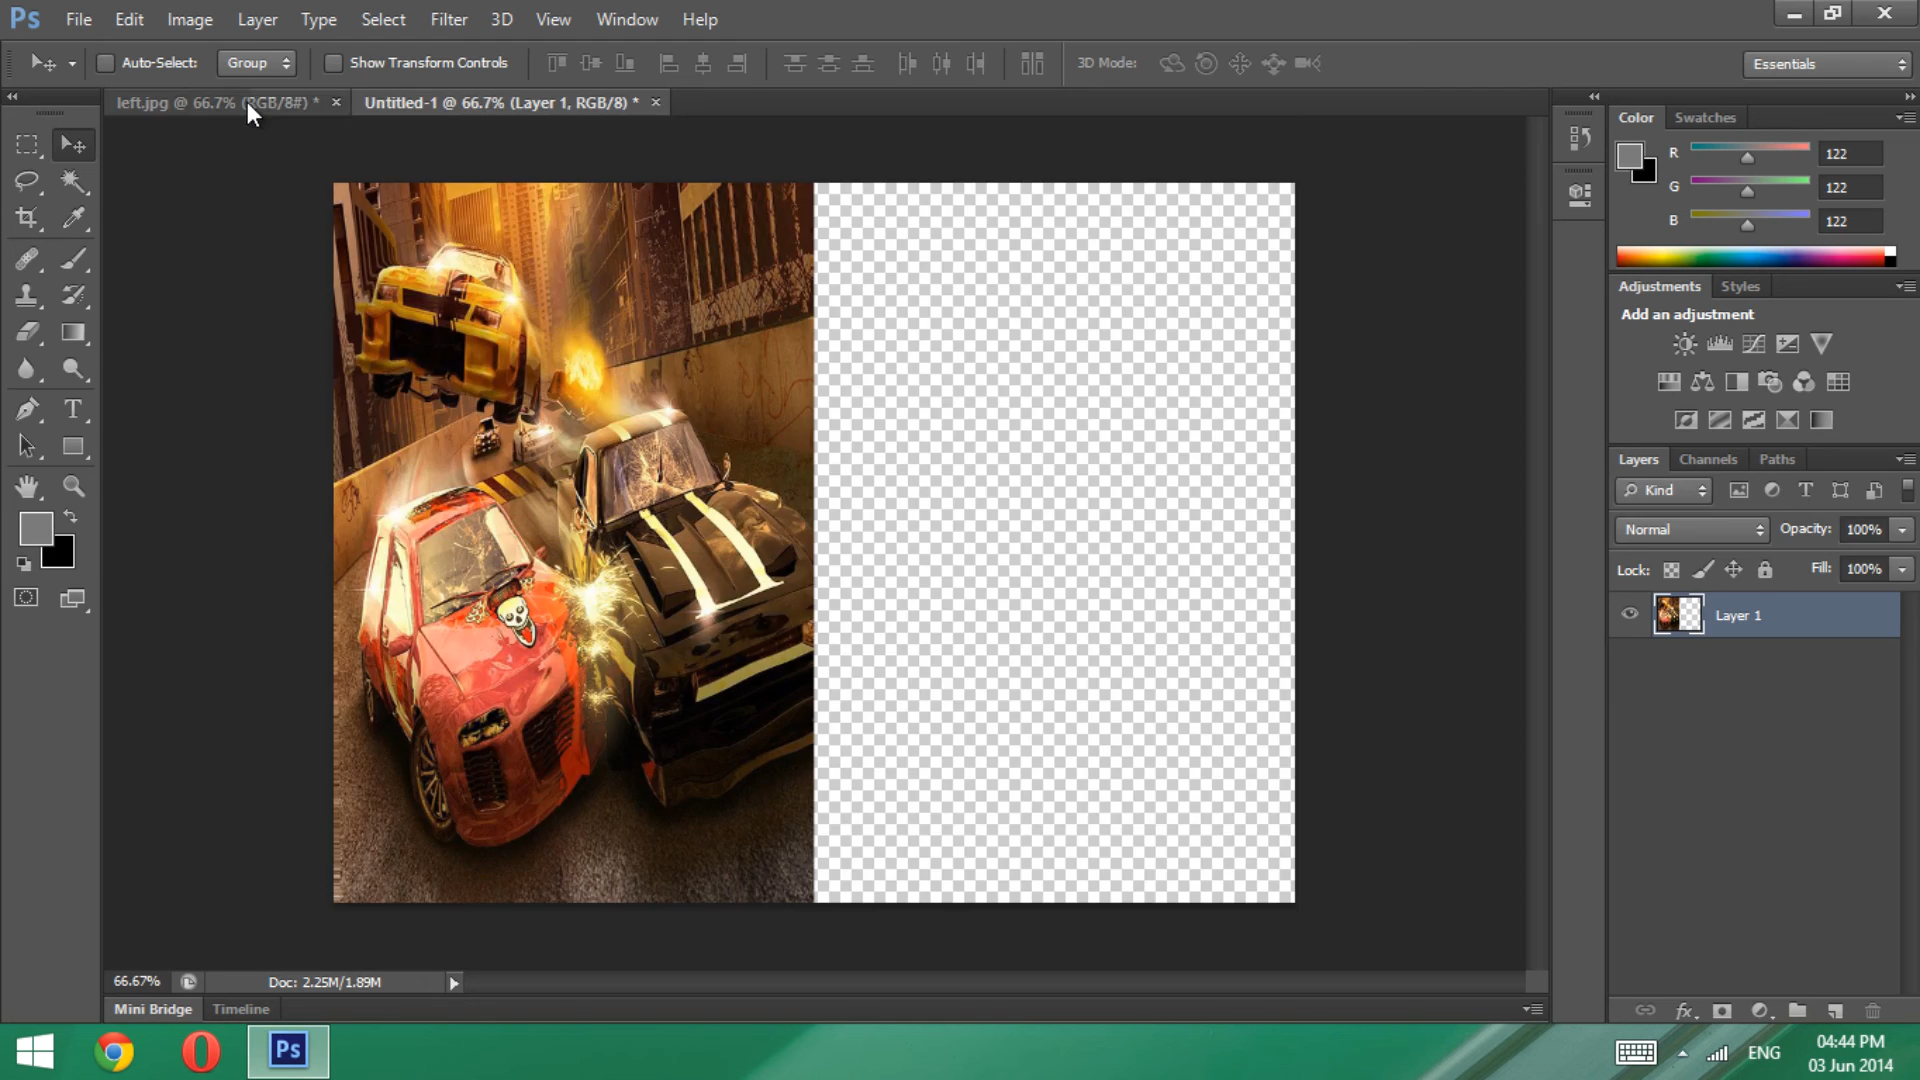 Ps File Edit Image Layer Type Select Filter 3D View Window Help
Auto-Select: Group Show Transform Controls 3D Mode: Essentials
left.jpg @ 66.7% (RGB/8#) * × Untitled-1 @ 66.7% (Layer 1, RGB/8) * ×
Color Swatches
R 122
G 122
B 122
Adjustments Styles
Add an adjustment
Layers Channels Paths
Kind
Normal Opacity: 100%
Lock: Fill: 100%
Layer 1
66.67% Doc: 2.25M/1.89M
Mini Bridge Timeline
Ps ENG 04:44 PM
03 Jun 2014